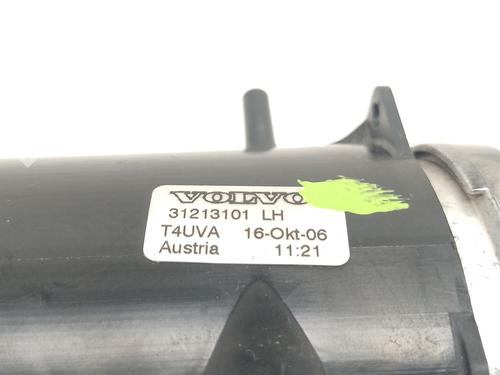 VOLVO
31213101 LH
T4UVA 16-Okt-06
Austria 11:21